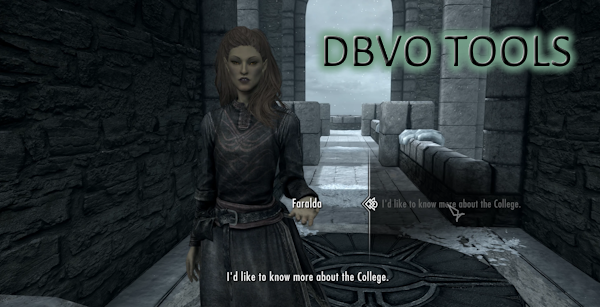 DBVO TOOLS
Faralda
I'd like to know more about the College.
I'd like to know more about the College.